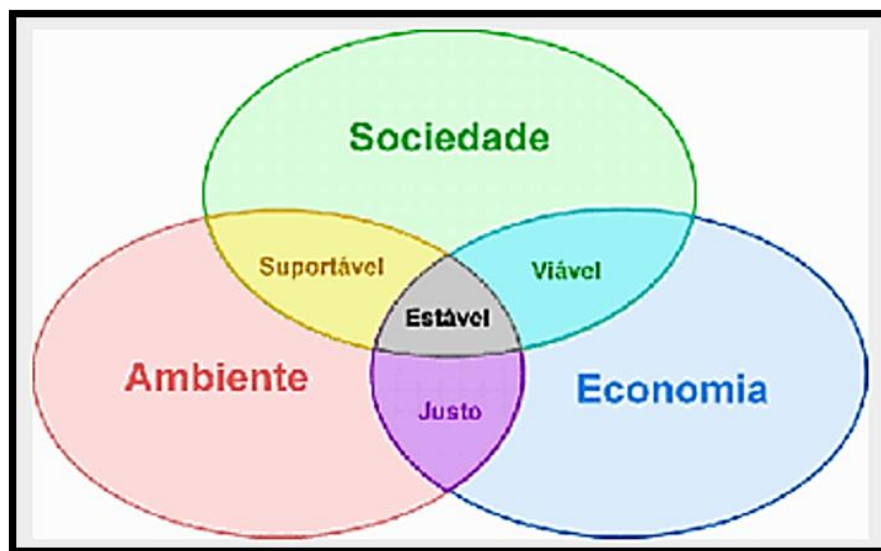 Sociedade
Suportável
Viável
Estável
Ambiente
Economia
Justo